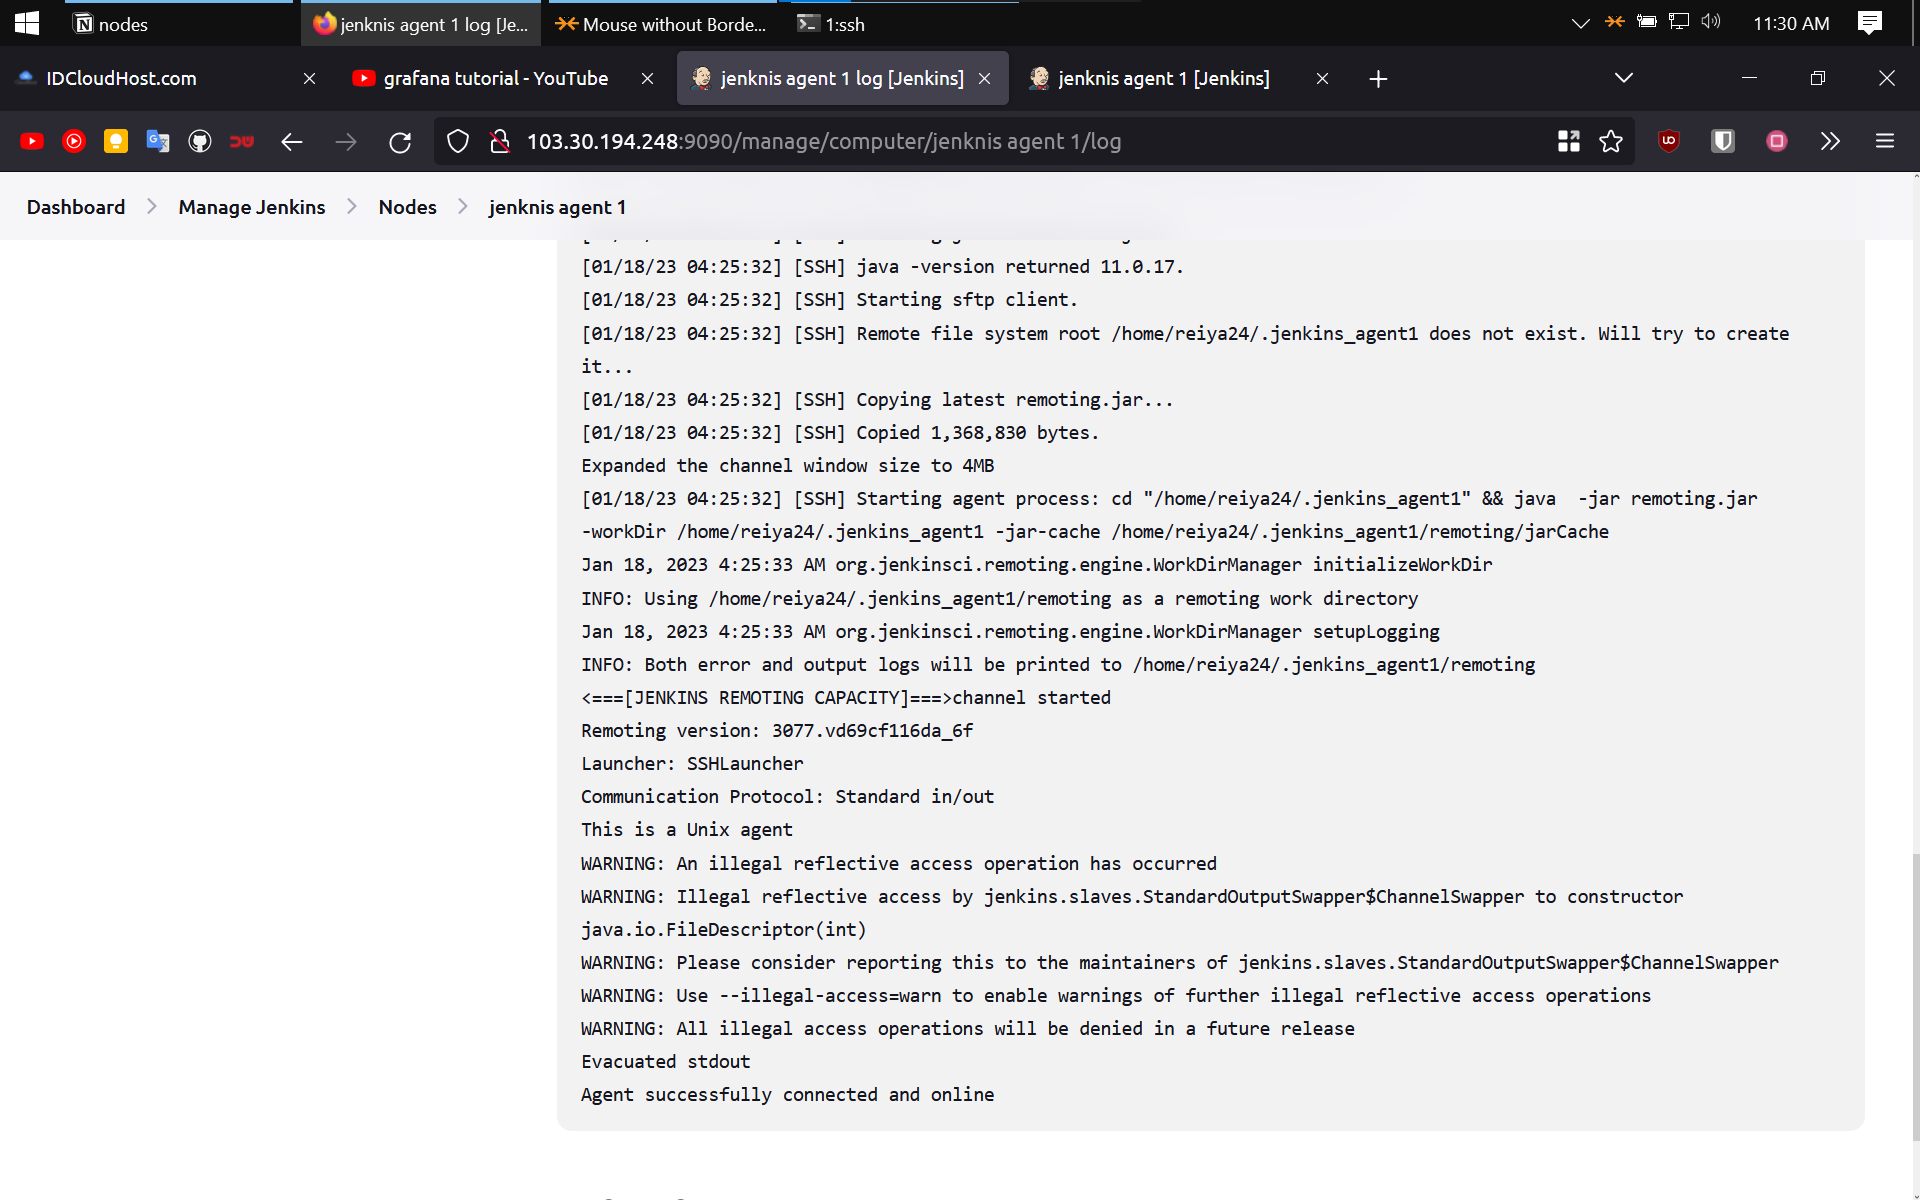 nodes
jenknis agent 1 log [Je...
Mouse without Borde...
1:ssh
11:30 AM
IDCloudHost.com
grafana tutorial - YouTube
jenknis agent 1 log [Jenkins]
jenknis agent 1 [Jenkins]
103.30.194.248:9090/manage/computer/jenknis agent 1/log
Dashboard
Manage Jenkins
Nodes
jenknis agent 1
[01/18/23 04:25:32] [SSH] java -version returned 11.0.17.
[01/18/23 04:25:32] [SSH] Starting sftp client.
[01/18/23 04:25:32] [SSH] Remote file system root /home/reiya24/.jenkins_agent1 does not exist. Will try to create
it...
[01/18/23 04:25:32] [SSH] Copying latest remoting.jar...
[01/18/23 04:25:32] [SSH] Copied 1,368,830 bytes.
Expanded the channel window size to 4MB
[01/18/23 04:25:32] [SSH] Starting agent process: cd "/home/reiya24/.jenkins_agent1" && java  -jar remoting.jar
-workDir /home/reiya24/.jenkins_agent1 -jar-cache /home/reiya24/.jenkins_agent1/remoting/jarCache
Jan 18, 2023 4:25:33 AM org.jenkinsci.remoting.engine.WorkDirManager initializeWorkDir
INFO: Using /home/reiya24/.jenkins_agent1/remoting as a remoting work directory
Jan 18, 2023 4:25:33 AM org.jenkinsci.remoting.engine.WorkDirManager setupLogging
INFO: Both error and output logs will be printed to /home/reiya24/.jenkins_agent1/remoting
<===[JENKINS REMOTING CAPACITY]===>channel started
Remoting version: 3077.vd69cf116da_6f
Launcher: SSHLauncher
Communication Protocol: Standard in/out
This is a Unix agent
WARNING: An illegal reflective access operation has occurred
WARNING: Illegal reflective access by jenkins.slaves.StandardOutputSwapper$ChannelSwapper to constructor
java.io.FileDescriptor(int)
WARNING: Please consider reporting this to the maintainers of jenkins.slaves.StandardOutputSwapper$ChannelSwapper
WARNING: Use --illegal-access=warn to enable warnings of further illegal reflective access operations
WARNING: All illegal access operations will be denied in a future release
Evacuated stdout
Agent successfully connected and online